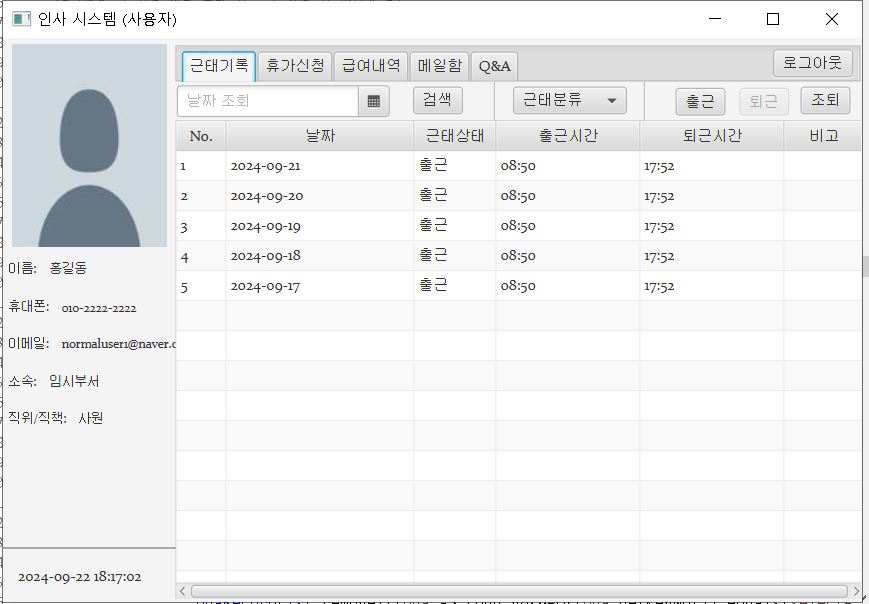 인사 시스템 (사용자)
근태기록 휴가신청 급여내역 메일함 Q&A 로그아웃
날짜 조회 검색 근태분류 출근 퇴근 조퇴
No. 날짜 근태상태 출근시간 퇴근시간 비고
1 2024-09-21 출근 08:50 17:52
2 2024-09-20 출근 08:50 17:52
3 2024-09-19 출근 08:50 17:52
4 2024-09-18 출근 08:50 17:52
5 2024-09-17 출근 08:50 17:52
이름: 홍길동
휴대폰: 010-2222-2222
이메일: normaluser1@naver.c
소속: 임시부서
직위/직책: 사원
2024-09-22 18:17:02